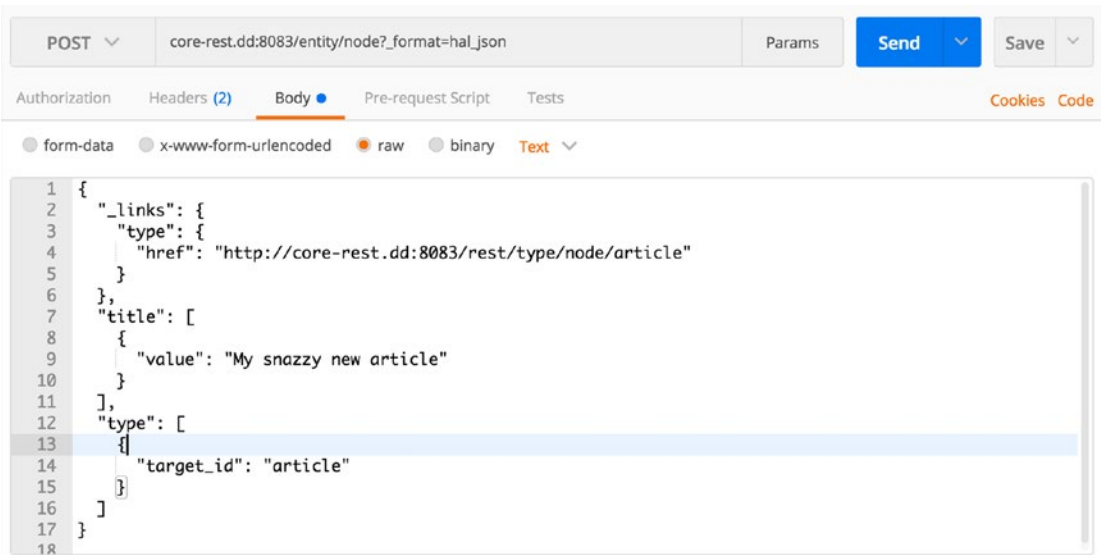 POST core-rest.dd:8083/entity/node?_format=hal_json Params Send Save
Authorization Headers (2) Body Pre-request Script Tests Cookies Code
form-data x-www-form-urlencoded raw binary Text
1 {
2 "_links": {
3 "type": {
4 "href": "http://core-rest.dd:8083/rest/type/node/article"
5 }
6 },
7 "title": [
8 {
9 "value": "My snazzy new article"
10 }
11 ],
12 "type": [
13 {
14 "target_id": "article"
15 }
16 ]
17 }
18